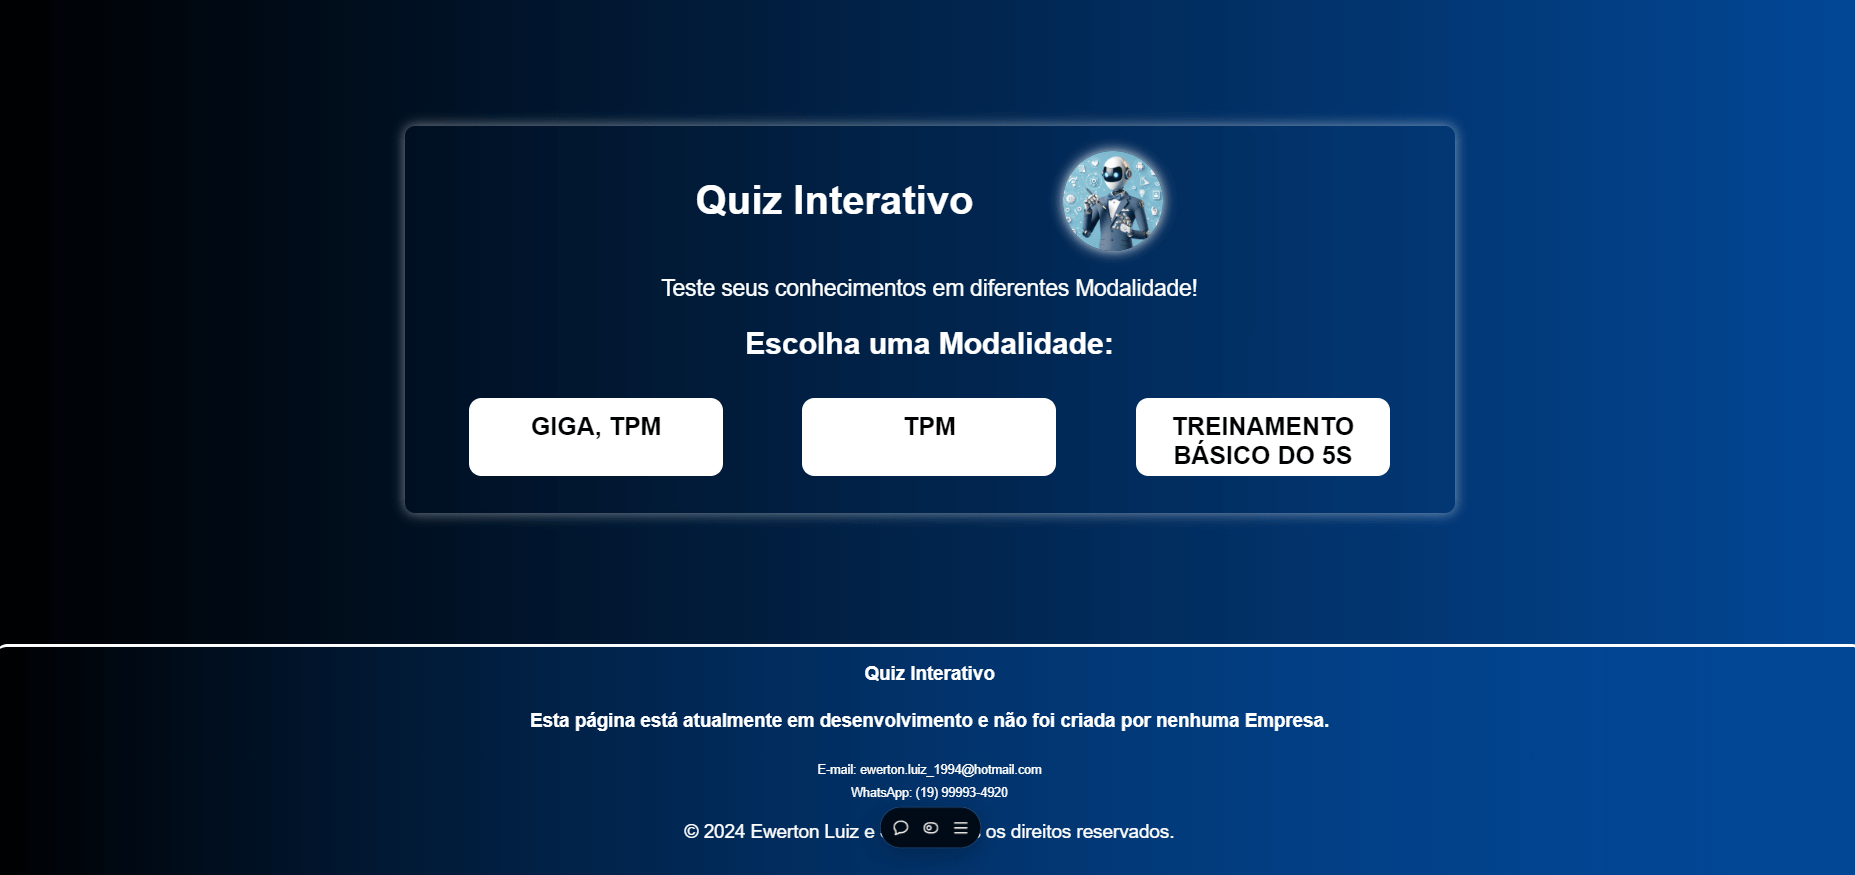 Quiz Interativo
Teste seus conhecimentos em diferentes Modalidade!
Escolha uma Modalidade:
GIGA, TPM
TPM
TREINAMENTO
BÁSICO DO 5S
Quiz Interativo
Esta página está atualmente em desenvolvimento e não foi criada por nenhuma Empresa.
E-mail: ewerton.luiz_1994@hotmail.com
WhatsApp: (19) 99993-4920
© 2024 Ewerton Luiz e os direitos reservados.